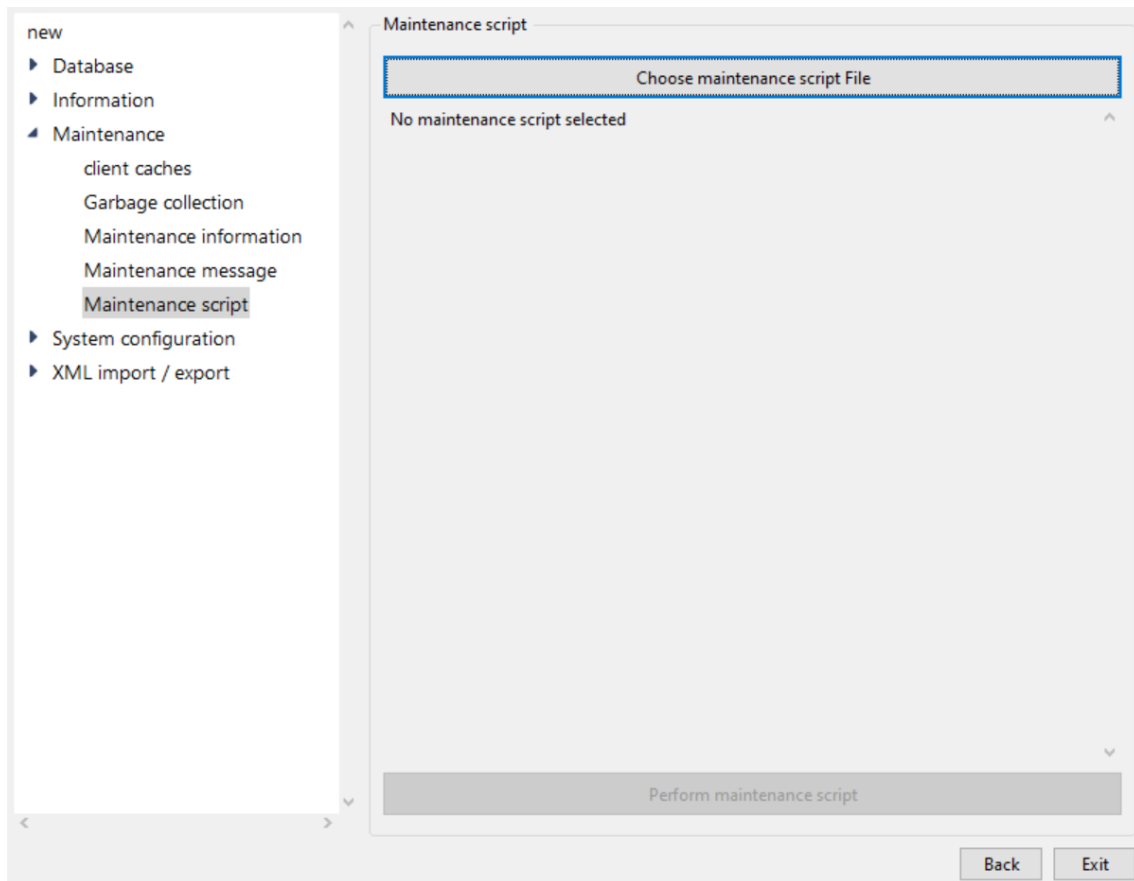 new
Database
Information
Maintenance
client caches
Garbage collection
Maintenance information
Maintenance message
Maintenance script
System configuration
XML import / export
Maintenance script
Choose maintenance script File
No maintenance script selected
Perform maintenance script
Back
Exit